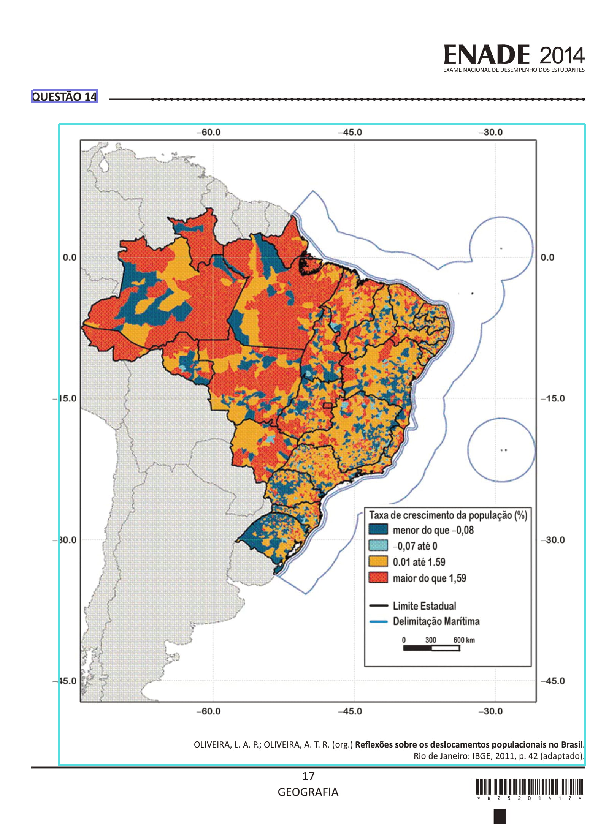 ENADE 2014
EXAME NACIONAL DE DESEMPENHO DOS ESTUDANTES
QUESTÃO 14
−60.0 −45.0 −30.0
0.0 0.0
−15.0 −15.0
−30.0 −30.0
−45.0 −45.0
−60.0 −45.0 −30.0
Taxa de crescimento da população (%)
menor do que −0,08
−0,07 até 0
0.01 até 1.59
maior do que 1,59
Limite Estadual
Delimitação Marítima
0 300 600 km
OLIVEIRA, L. A. P.; OLIVEIRA, A. T. R. (org.) Reflexões sobre os deslocamentos populacionais no Brasil.
Rio de Janeiro: IBGE, 2011, p. 42 (adaptado).
17
GEOGRAFIA